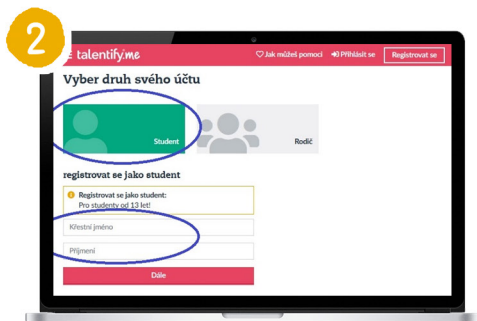 2
talentify.me
Jak můžeš pomoci Přihlásit se Registrovat se
Vyber druh svého účtu
Student
Rodič
registrovat se jako student
Registrovat se jako student:
Pro studenty od 13 let!
Křestní jméno
Příjmení
Dále